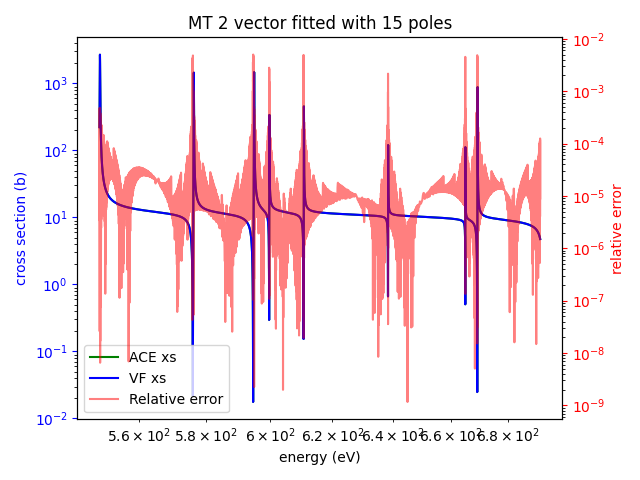 MT 2 vector fitted with 15 poles
cross section (b)
10³
10²
10¹
10⁰
10⁻¹
10⁻²
10⁻²
10⁻³
10⁻⁴
10⁻⁵
10⁻⁶
10⁻⁷
10⁻⁸
10⁻⁹
relative error
ACE xs
VF xs
Relative error
5.6 × 10² 5.8 × 10² 6 × 10² 6.2 × 10² 6.4 × 10² 6.6 × 10² 6.8 × 10²
energy (eV)